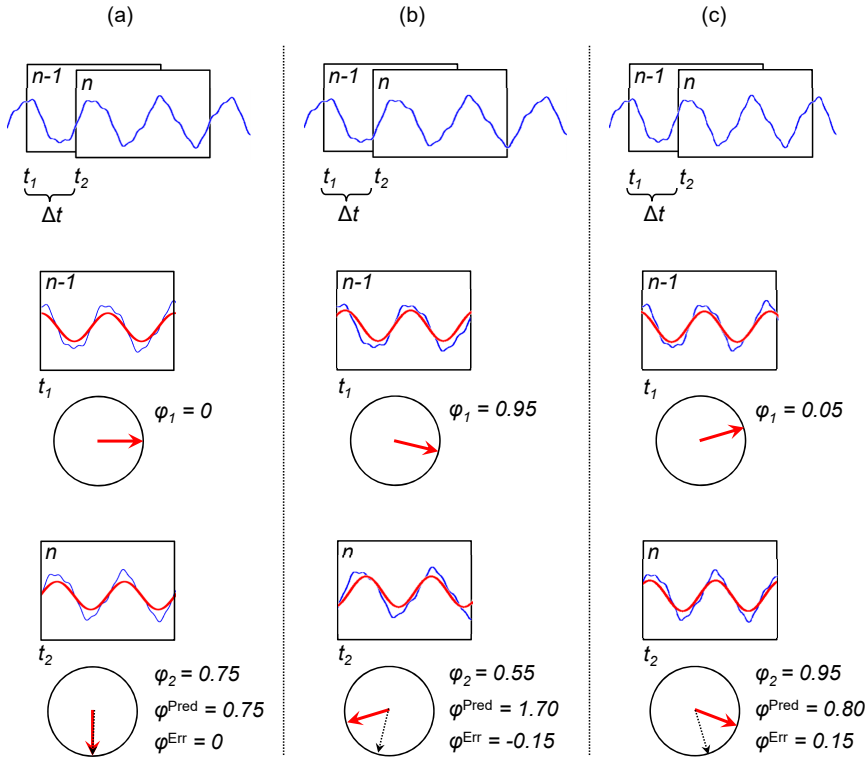 (a)
(b)
(c)
n-1
n
n-1
n
n-1
n
t1
t2
t1
t2
t1
t2
Δt
Δt
Δt
n-1
n-1
n-1
t1
t1
t1
φ1 = 0
φ1 = 0.95
φ1 = 0.05
n
n
n
t2
t2
t2
φ2 = 0.75
φPred = 0.75
φErr = 0
φ2 = 0.55
φPred = 1.70
φErr = -0.15
φ2 = 0.95
φPred = 0.80
φErr = 0.15